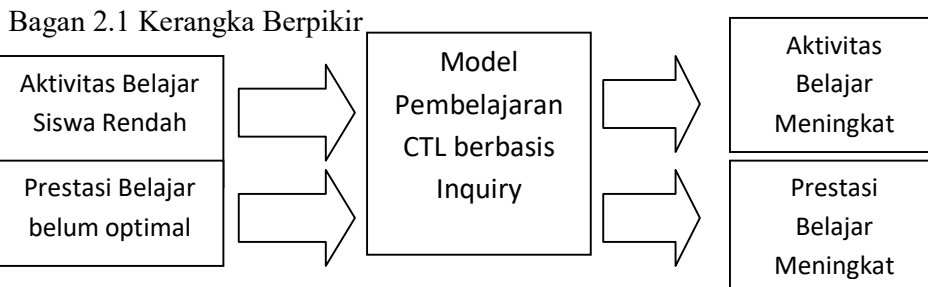 Bagan 2.1 Kerangka Berpikir
Aktivitas Belajar
Siswa Rendah
Prestasi Belajar
belum optimal
Model
Pembelajaran
CTL berbasis
Inquiry
Aktivitas
Belajar
Meningkat
Prestasi
Belajar
Meningkat